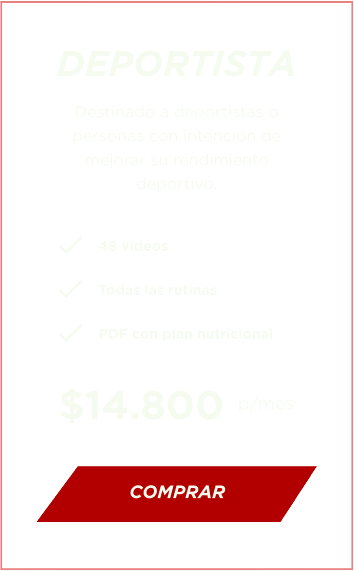 DEPORTISTA
Destinado a deportistas o
personas con intención de
mejorar su rendimiento
deportivo.
48 videos
Todas las rutinas
PDF con plan nutricional
$14.800 p/mes
COMPRAR